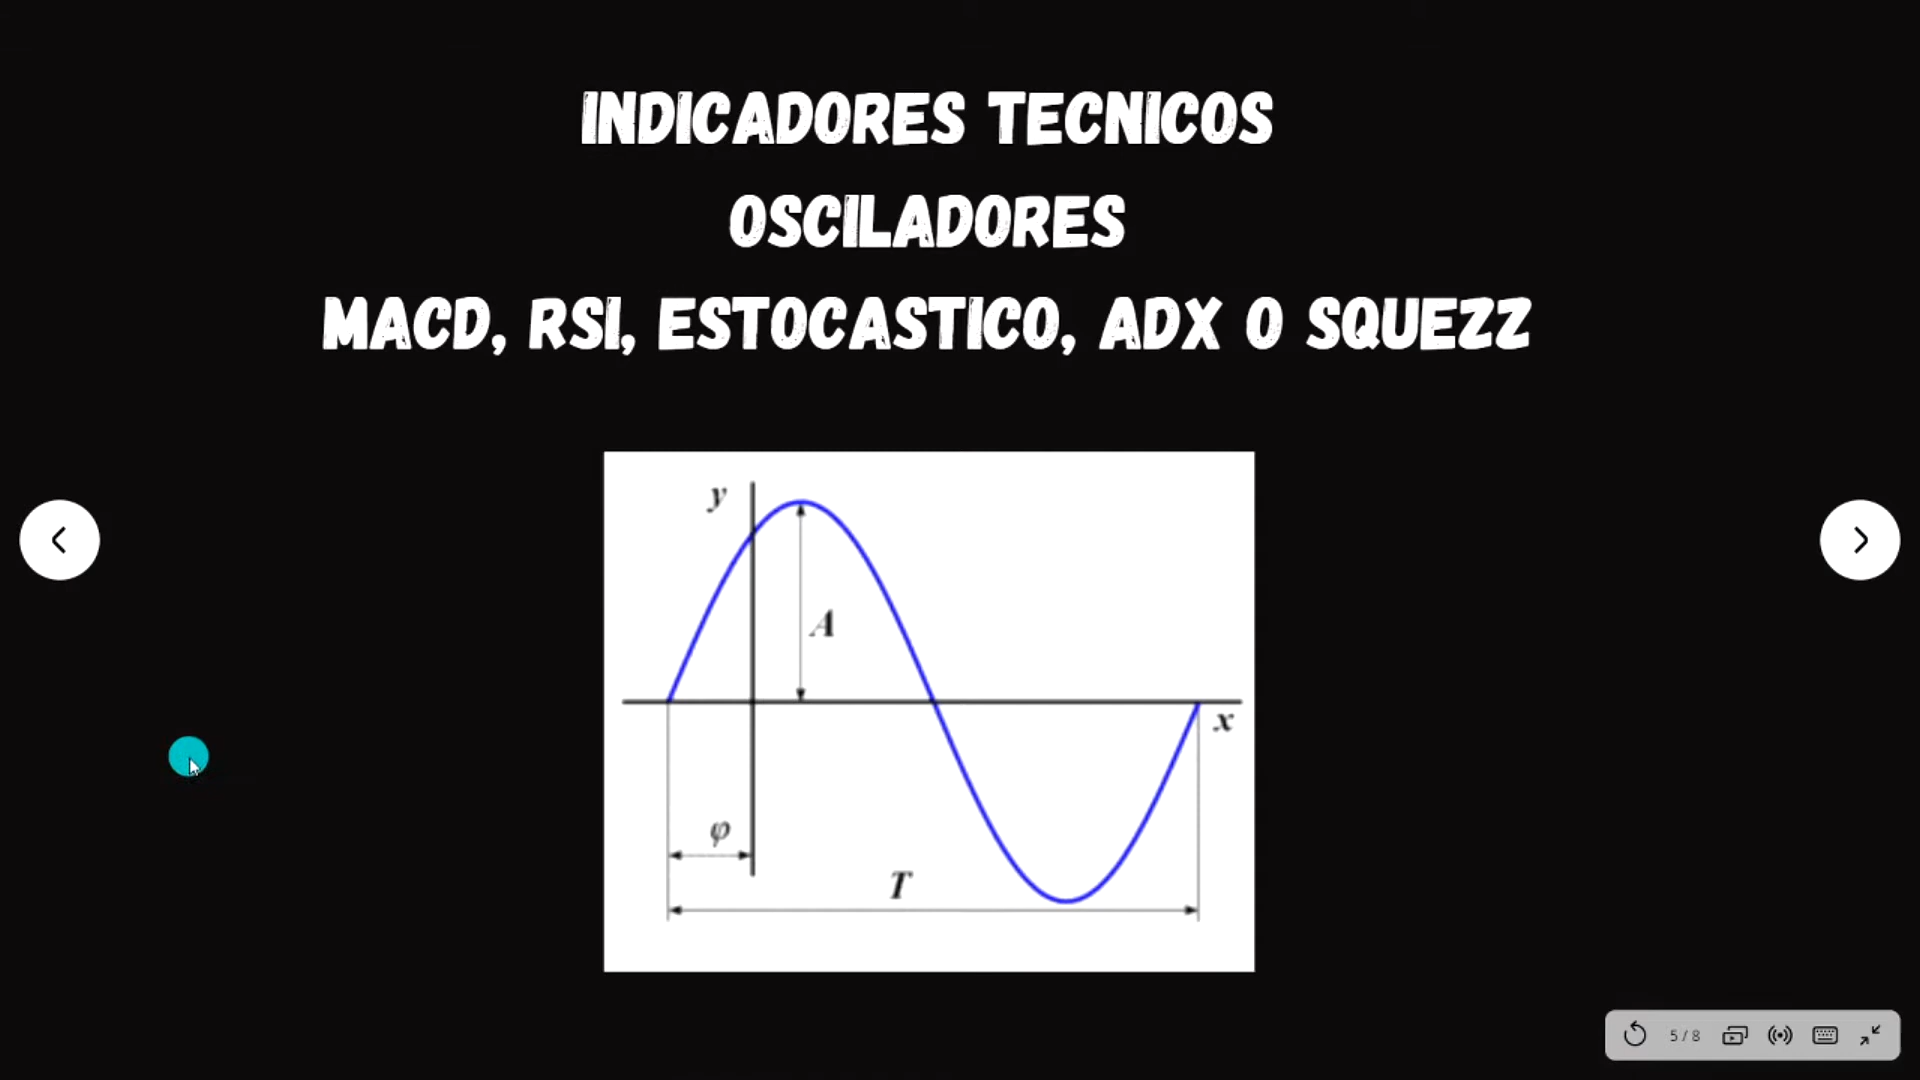 INDICADORES TECNICOS
OSCILADORES
MACD, RSI, ESTOCASTICO, ADX O SQUEZZ
y
A
x
φ
T
5 / 8